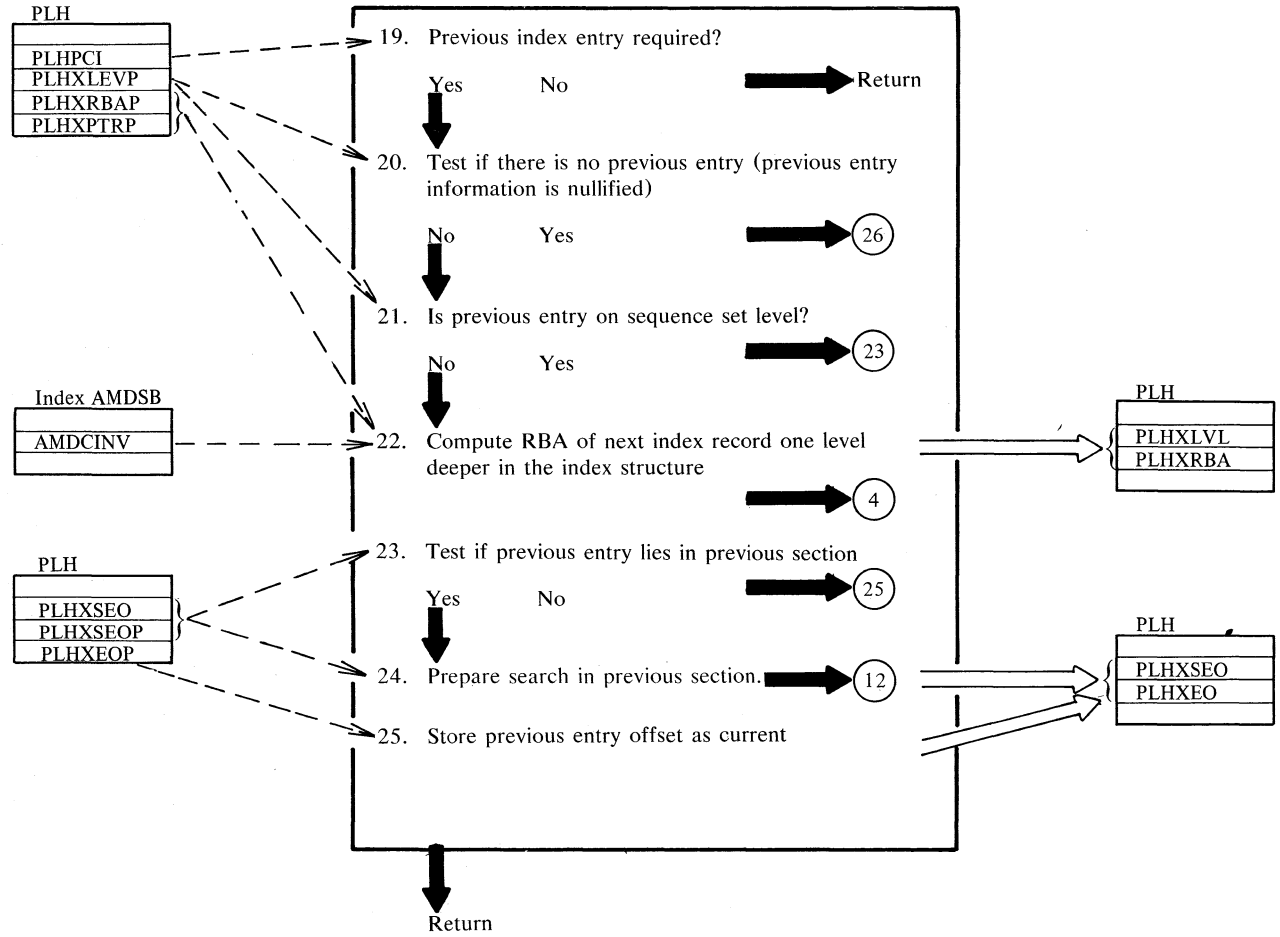 PLH
PLHPCI
PLHXLEVP
PLHXRBAP
PLHXPTRP
19. Previous index entry required?
Yes No Return
20. Test if there is no previous entry (previous entry
information is nullified)
No Yes 26
21. Is previous entry on sequence set level?
No Yes 23
Index AMDSB
AMDCINV
22. Compute RBA of next index record one level
deeper in the index structure
4
PLH
PLHXLVL
PLHXRBA
PLH
PLHXSEO
PLHXSEOP
PLHXEOP
23. Test if previous entry lies in previous section
Yes No 25
24. Prepare search in previous section. 12
25. Store previous entry offset as current
PLH
PLHXSEO
PLHXEO
Return